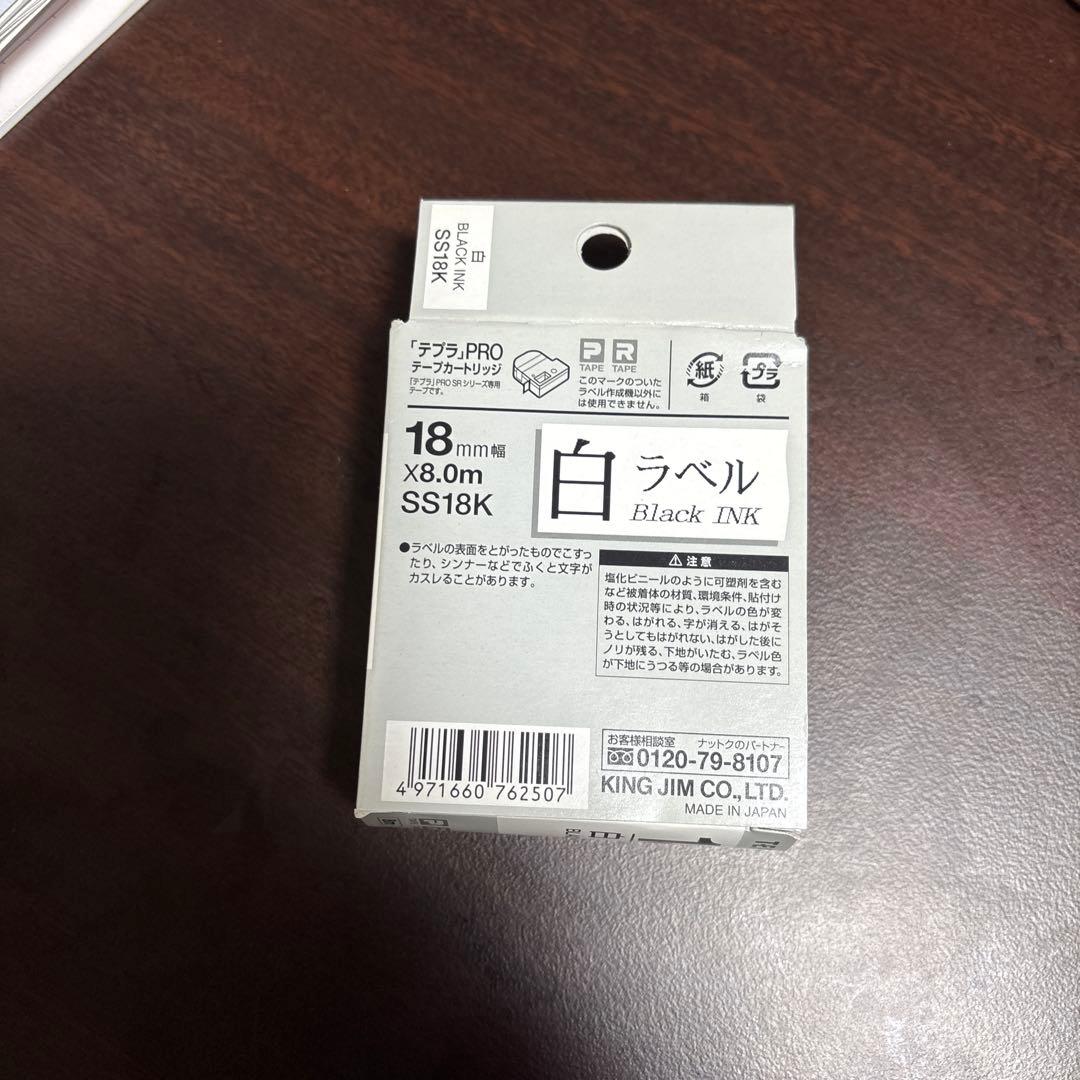 白
BLACK INK
SS18K
「テプラ」PRO
テープカートリッジ
「テプラ」PRO SRシリーズ専用
テープです。
P R
TAPE TAPE
このマークのついた
ラベル作成機以外に
は使用できません。
紙
箱
プラ
袋
18mm幅
X8.0m
SS18K
白 ラベル
Black INK
●ラベルの表面をとがったものでこすっ
たり、シンナーなどでふくと文字が
カスレることがあります。
⚠注意
塩化ビニールのように可塑剤を含む
など被着体の材質、環境条件、貼付け
時の状況等により、ラベルの色が変
わる、はがれる、字が消える、はがそ
うとしてもはがれない、はがした後に
ノリが残る、下地がいたむ、ラベル色
が下地にうつる等の場合があります。
4 971660 762507
お客様相談室 ナットクのパートナー
0120-79-8107
KING JIM CO.,LTD.
MADE IN JAPAN